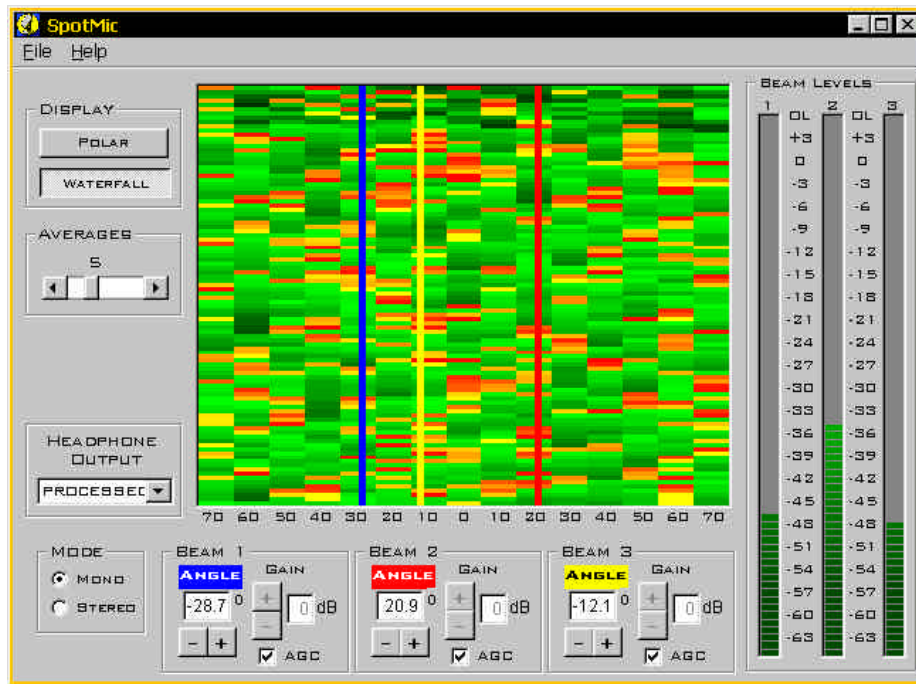 SpotMic
File Help
DISPLAY
POLAR
WATERFALL
AVERAGES
5
HEADPHONE
OUTPUT
PROCESSEC
70 60 50 40 30 20 10 0 10 20 30 40 50 60 70
MODE
MONO
STEREO
BEAM 1
ANGLE
GAIN
-28.7 °
0 dB
- +
+
-
AGC
BEAM 2
ANGLE
GAIN
20.9 °
0 dB
- +
+
-
AGC
BEAM 3
ANGLE
GAIN
-12.1 °
0 dB
- +
+
-
AGC
BEAM LEVELS
1 2 3
OL OL
+3 +3
0 0
-3 -3
-6 -6
-9 -9
-12 -12
-15 -15
-18 -18
-21 -21
-24 -24
-27 -27
-30 -30
-33 -33
-36 -36
-39 -39
-42 -42
-45 -45
-48 -48
-51 -51
-54 -54
-57 -57
-60 -60
-63 -63